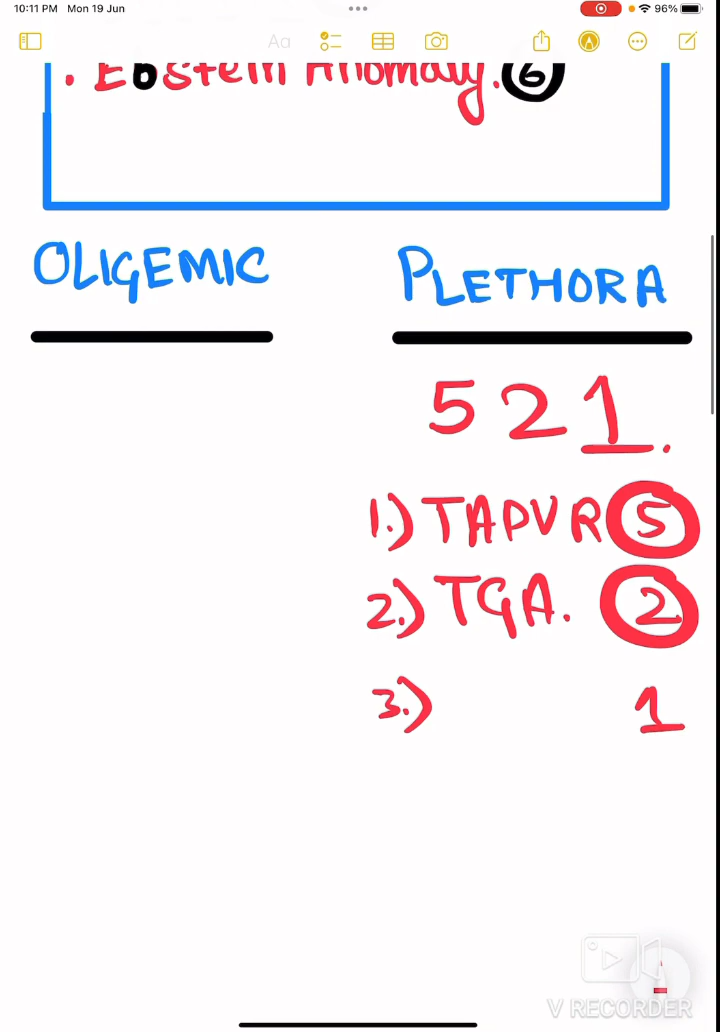 10:11 PM Mon 19 Jun 96%
Aa
. Ebstein Anomaly. 6
OLIGEMIC PLETHORA
5 2 1.
1.) TAPVR 5
2.) TGA. 2
3.) 1
V RECORDER